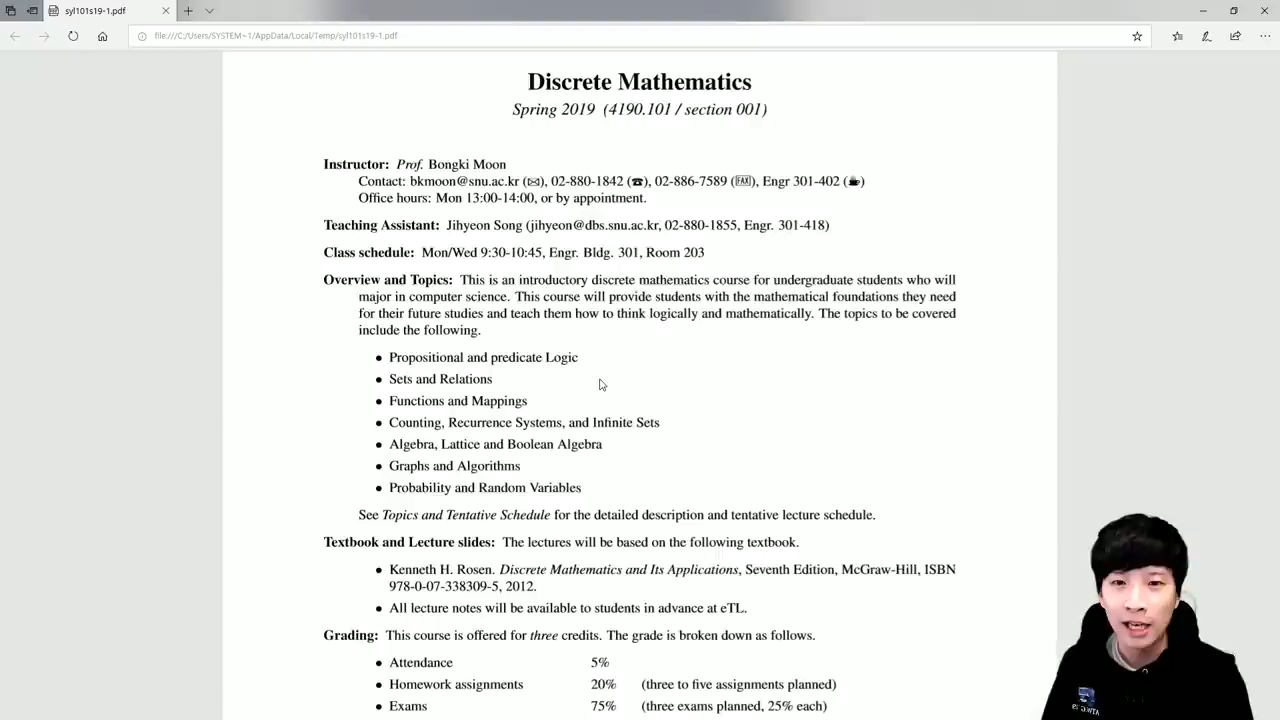 syl101s19-1.pdf
file:///C:/Users/SYSTEM~1/AppData/Local/Temp/syl101s19-1.pdf
Discrete Mathematics
Spring 2019 (4190.101 / section 001)
Instructor: Prof. Bongki Moon
Contact: bkmoon@snu.ac.kr (✉), 02-880-1842 (☎), 02-886-7589 (FAX), Engr 301-402 (☕)
Office hours: Mon 13:00-14:00, or by appointment.
Teaching Assistant: Jihyeon Song (jihyeon@dbs.snu.ac.kr, 02-880-1855, Engr. 301-418)
Class schedule: Mon/Wed 9:30-10:45, Engr. Bldg. 301, Room 203
Overview and Topics: This is an introductory discrete mathematics course for undergraduate students who will
major in computer science. This course will provide students with the mathematical foundations they need
for their future studies and teach them how to think logically and mathematically. The topics to be covered
include the following.
• Propositional and predicate Logic
• Sets and Relations
• Functions and Mappings
• Counting, Recurrence Systems, and Infinite Sets
• Algebra, Lattice and Boolean Algebra
• Graphs and Algorithms
• Probability and Random Variables
See Topics and Tentative Schedule for the detailed description and tentative lecture schedule.
Textbook and Lecture slides: The lectures will be based on the following textbook.
• Kenneth H. Rosen. Discrete Mathematics and Its Applications, Seventh Edition, McGraw-Hill, ISBN
978-0-07-338309-5, 2012.
• All lecture notes will be available to students in advance at eTL.
Grading: This course is offered for three credits. The grade is broken down as follows.
• Attendance 5%
• Homework assignments 20% (three to five assignments planned)
• Exams 75% (three exams planned, 25% each)